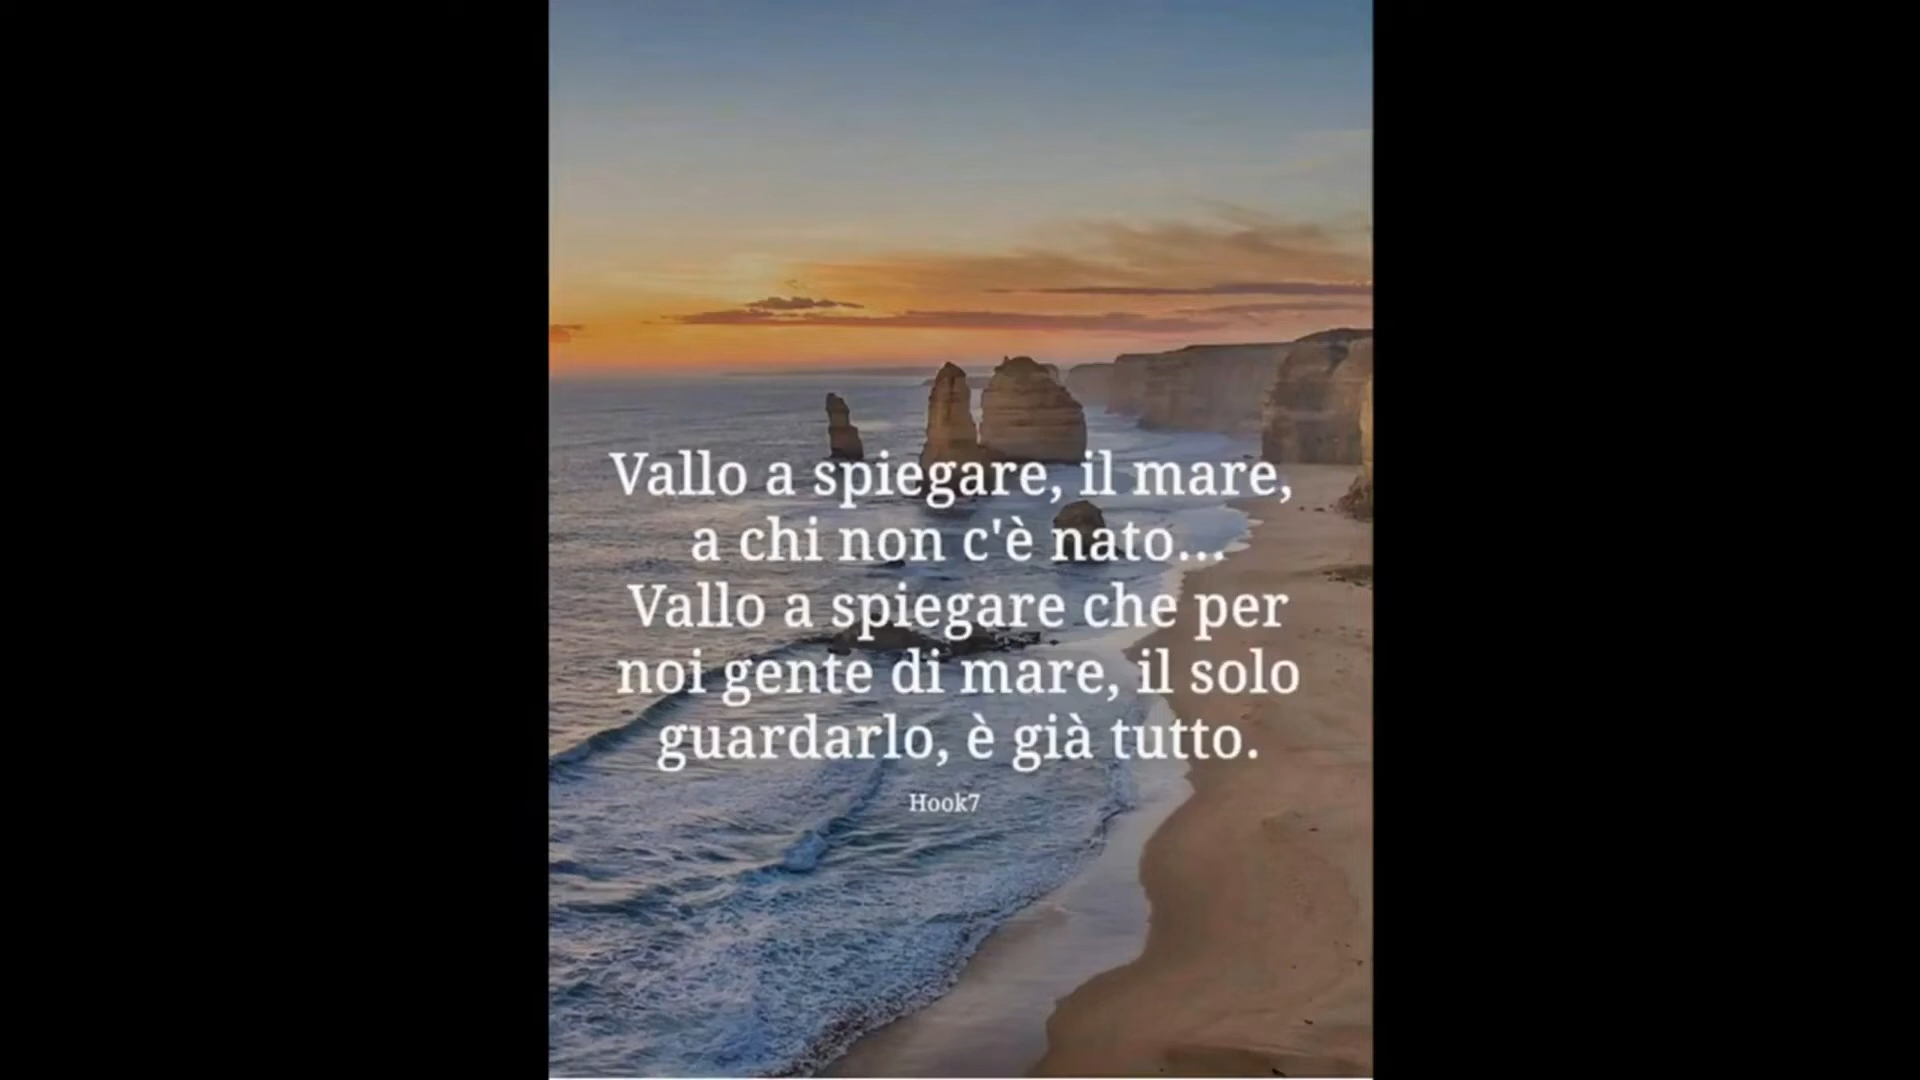 Vallo a spiegare, il mare,
a chi non c'è nato...
Vallo a spiegare che per
noi gente di mare, il solo
guardarlo, è già tutto.
Hook7